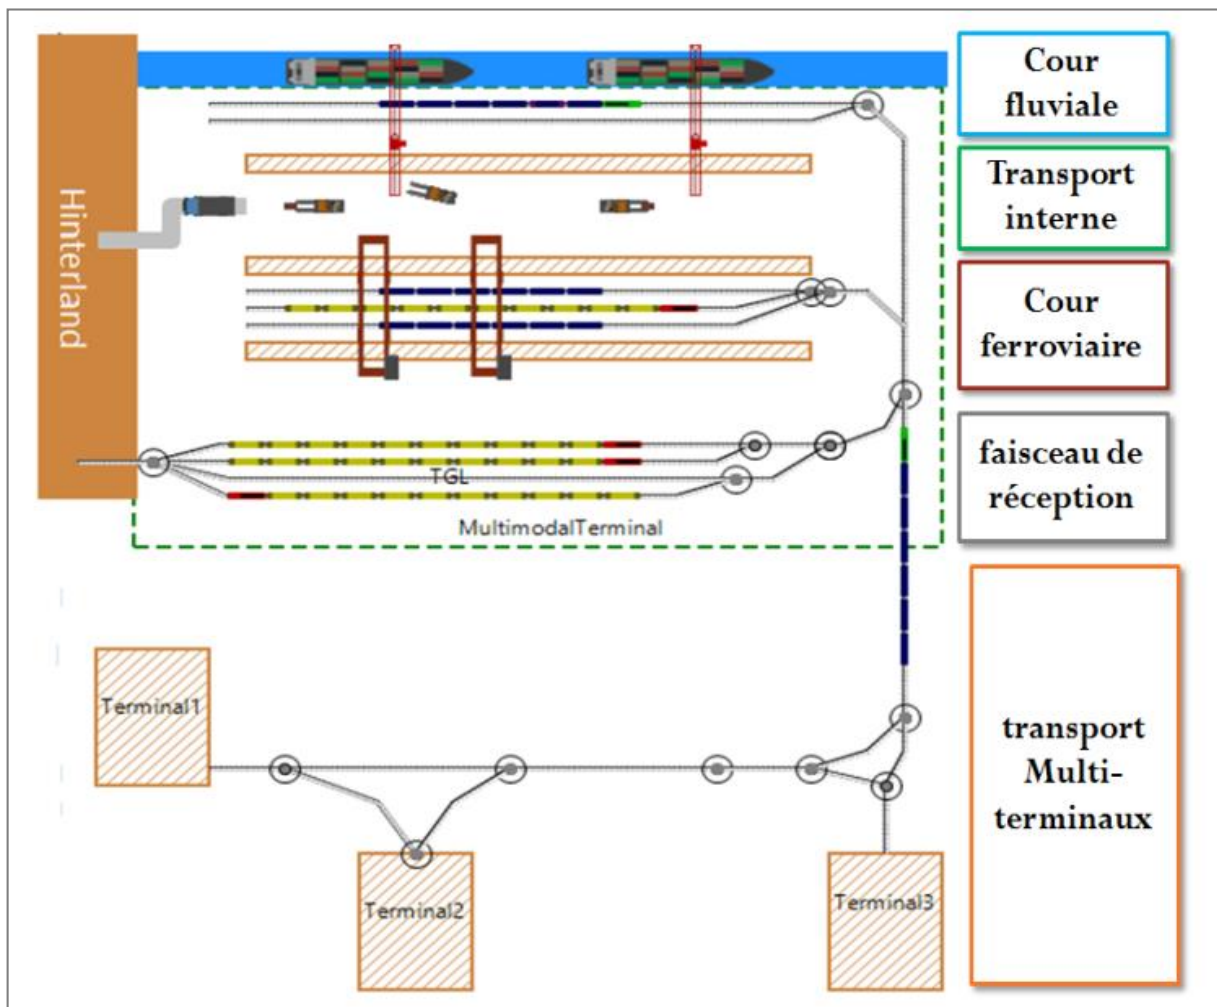 Hinterland
TGL
MultimodalTerminal
Terminal1
Terminal2
Terminal3
Cour
fluviale
Transport
interne
Cour
ferroviaire
faisceau de
réception
transport
Multi-
terminaux